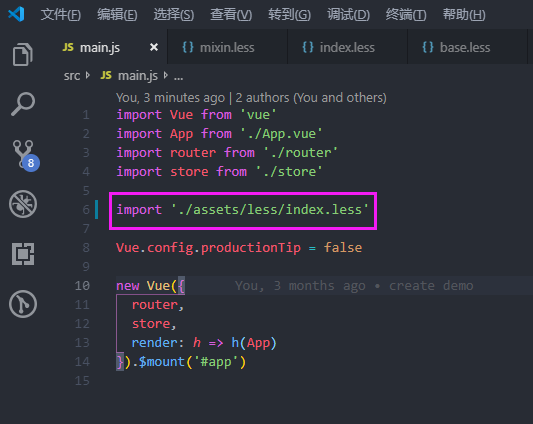 文件(F) 编辑(E) 选择(S) 查看(V) 转到(G) 调试(D) 终端(T) 帮助(H)
JS main.js × {} mixin.less {} index.less {} base.less
src > JS main.js > ...
You, 3 minutes ago | 2 authors (You and others)
1 import Vue from 'vue'
2 import App from './App.vue'
3 import router from './router'
4 import store from './store'
5
6 import './assets/less/index.less'
7
8 Vue.config.productionTip = false
9
10 new Vue({ You, 3 months ago • create demo
11 router,
12 store,
13 render: h => h(App)
14 }).$mount('#app')
15
8